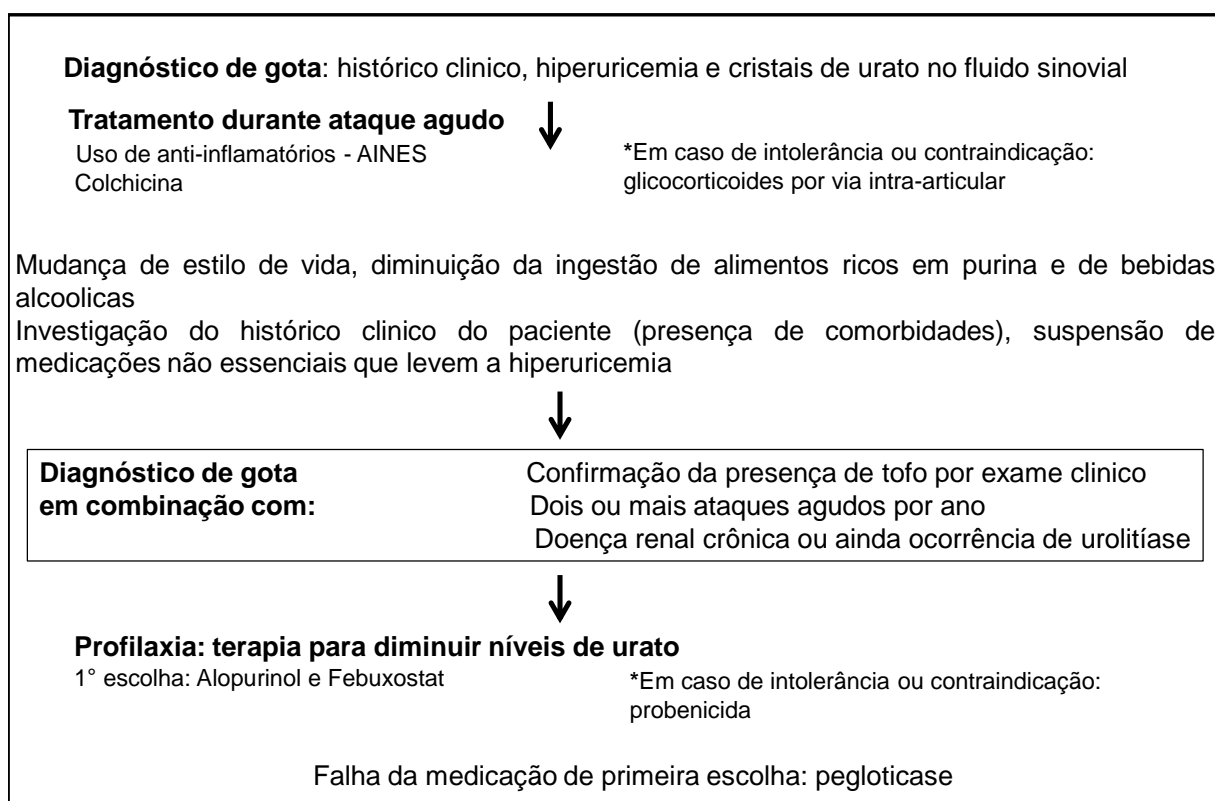 Diagnóstico de gota: histórico clinico, hiperuricemia e cristais de urato no fluido sinovial
Tratamento durante ataque agudo
Uso de anti-inflamatórios - AINES
Colchicina
*Em caso de intolerância ou contraindicação:
glicocorticoides por via intra-articular
Mudança de estilo de vida, diminuição da ingestão de alimentos ricos em purina e de bebidas
alcoolicas
Investigação do histórico clinico do paciente (presença de comorbidades), suspensão de
medicações não essenciais que levem a hiperuricemia
Diagnóstico de gota
em combinação com:
Confirmação da presença de tofo por exame clinico
Dois ou mais ataques agudos por ano
Doença renal crônica ou ainda ocorrência de urolitíase
Profilaxia: terapia para diminuir níveis de urato
1° escolha: Alopurinol e Febuxostat
*Em caso de intolerância ou contraindicação:
probenicida
Falha da medicação de primeira escolha: pegloticase